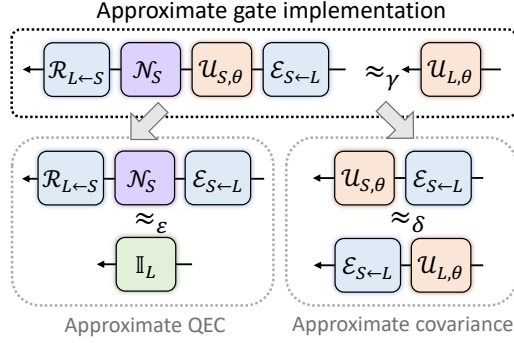 Approximate gate implementation
ℛ_{L←S} 𝒩_S 𝒰_{S,θ} ℰ_{S←L} ≈_γ 𝒰_{L,θ}
ℛ_{L←S} 𝒩_S ℰ_{S←L}
≈_ε
𝕀_L
Approximate QEC
𝒰_{S,θ} ℰ_{S←L}
≈_δ
ℰ_{S←L} 𝒰_{L,θ}
Approximate covariance